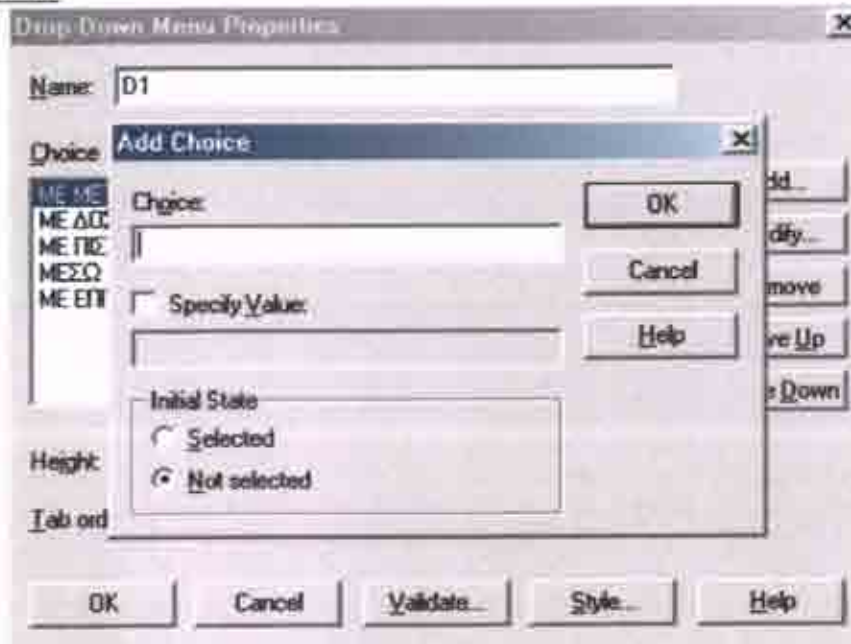 Drop Down Menu Properties
Name: D1
Choice
ΜΕ ΜΕ
ΜΕ ΔΟΣ
ΜΕ ΠΙΣ
ΜΕΣΩ
ΜΕ ΕΠΙ
Add Choice
Choice:
Specify Value:
Initial State
Selected
Not selected
OK
Cancel
Help
dd...
dify...
move
ve Up
e Down
Height:
Tab ord
OK Cancel Validate... Style... Help